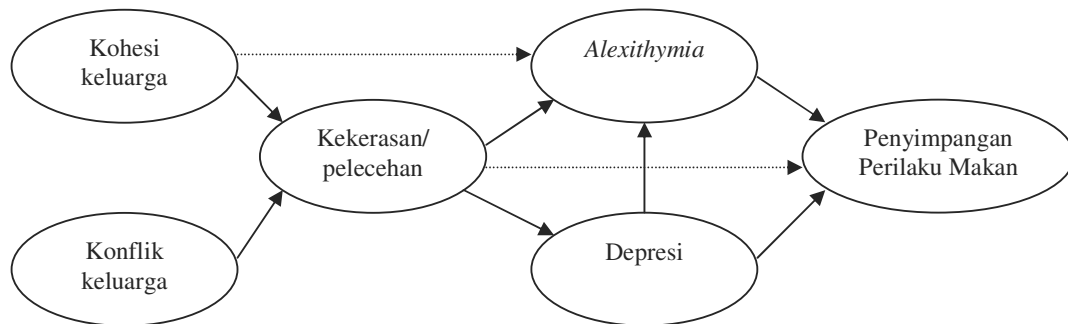 Kohesi
keluarga
Alexithymia
Kekerasan/
pelecehan
Penyimpangan
Perilaku Makan
Konflik
keluarga
Depresi